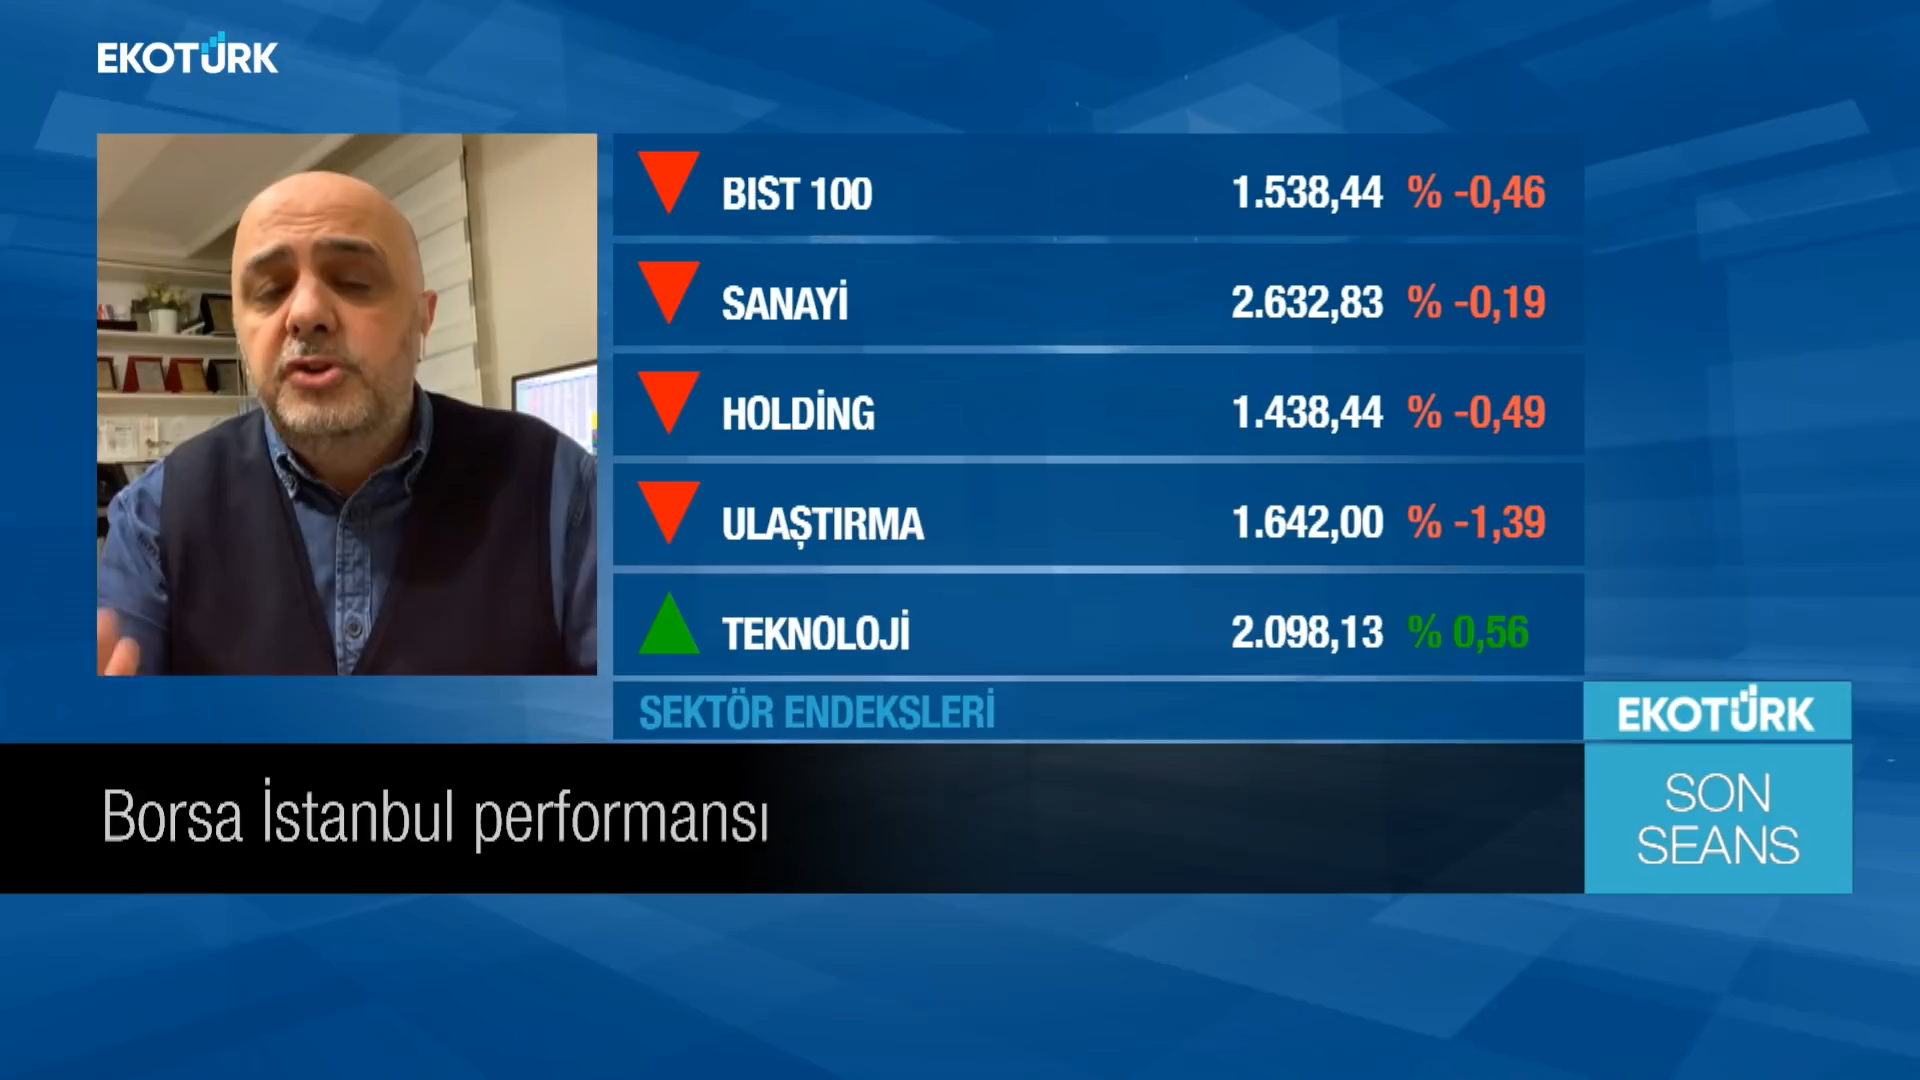 EKOTÜRK
BIST 100 1.538,44 % -0,46
SANAYİ 2.632,83 % -0,19
HOLDİNG 1.438,44 % -0,49
ULAŞTIRMA 1.642,00 % -1,39
TEKNOLOJİ 2.098,13 % 0,56
SEKTÖR ENDEKSLERİ
EKOTÜRK
Borsa İstanbul performansı
SON
SEANS